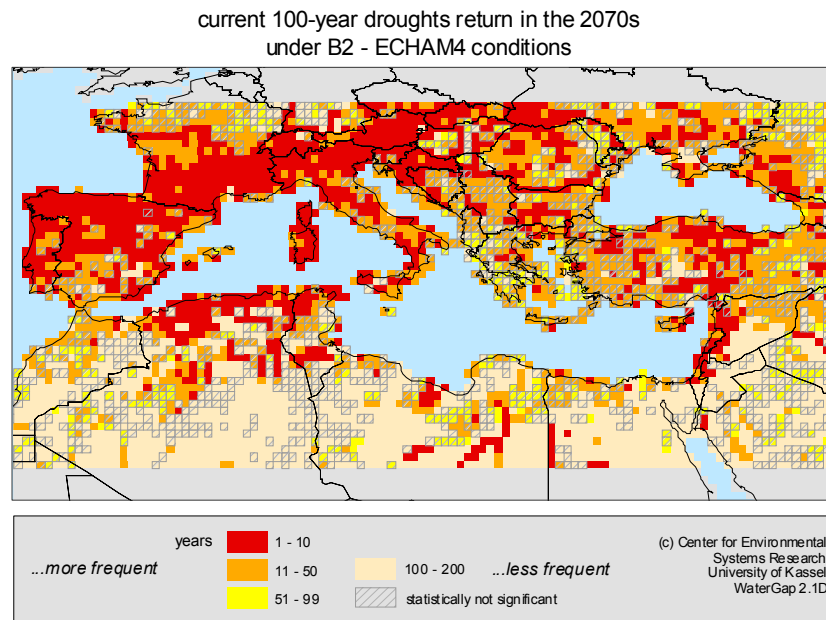 current 100-year droughts return in the 2070s
under B2 - ECHAM4 conditions
years
1 - 10
...more frequent
11 - 50
100 - 200
...less frequent
51 - 99
statistically not significant
(c) Center for Environmental
Systems Research,
University of Kassel
WaterGap 2.1D